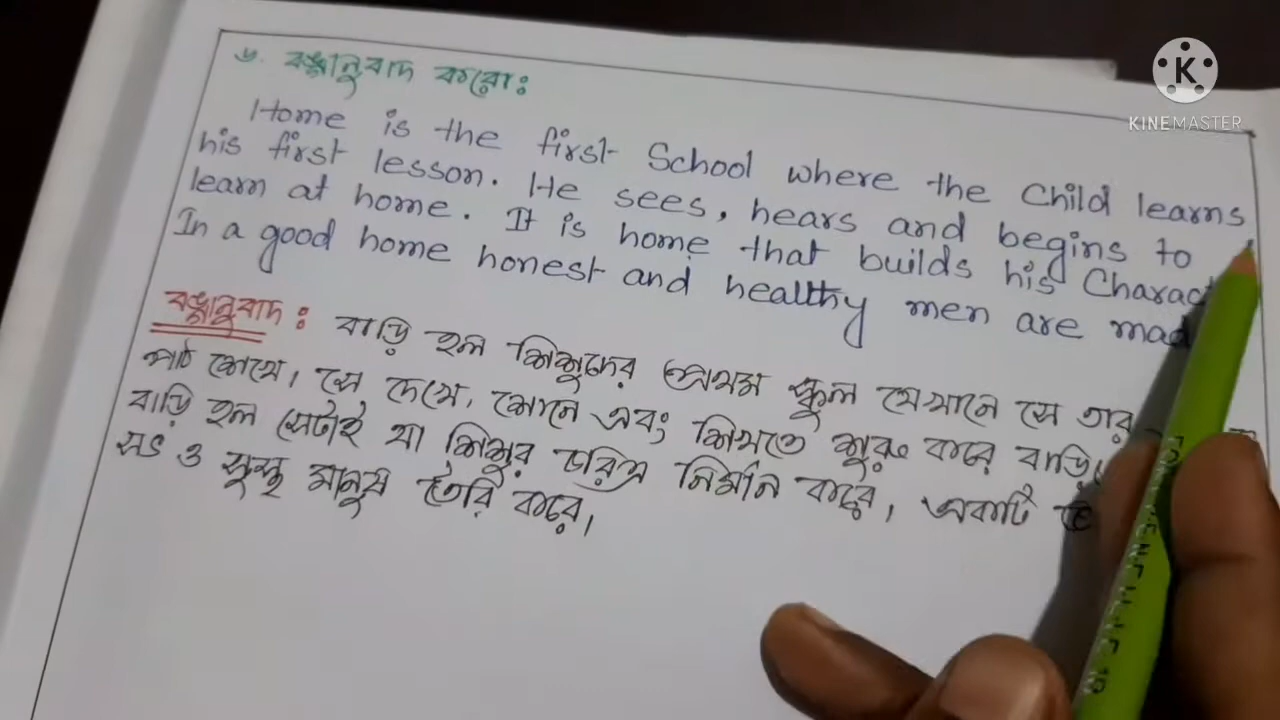 ৬. বঙ্গানুবাদ করো:
Home is the first School where the Child learns
his first lesson. He sees, hears and begins to
learn at home. It is home that builds his
In a good home honest and healthy men are
বঙ্গানুবাদ: বাড়ি হল শিশুদের প্রথম স্কুল যেখানে সে তার
পাঠ শেখে। সে দেখে, শোনে এবং শিখতে শুরু করে
বাড়ি হল সেটাই যা শিশুর চরিত্র নির্মান করে। একটি
সৎ ও সুস্থ মানুষ তৈরি করে।
KINEMASTER